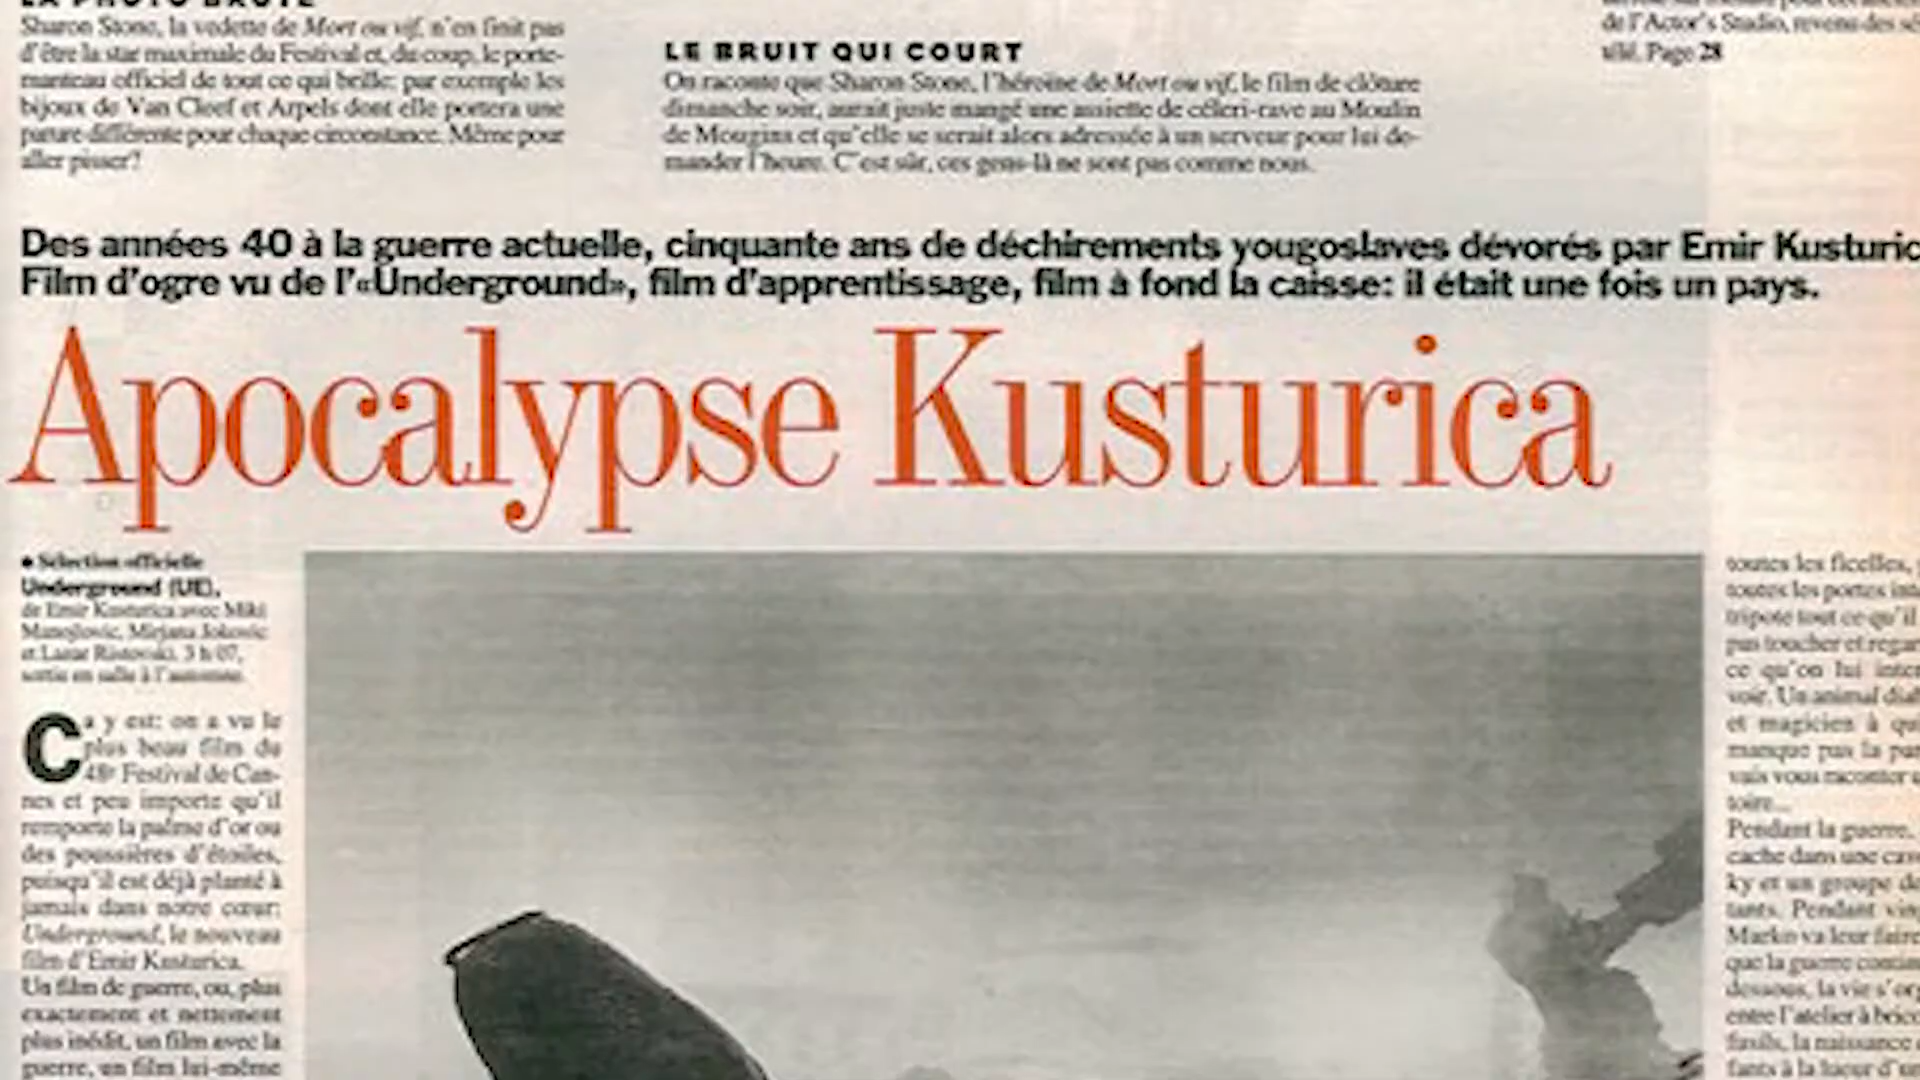 LA PHOTO BRUTE
Sharon Stone, la vedette de Mort ou vif, n'en finit pas
d'être la star maximale du Festival et, du coup, le porte-
manteau officiel de tout ce qui brille; par exemple les
bijoux de Van Cleef et Arpels dont elle portera une
parure différente pour chaque circonstance. Même pour
aller pisser?
LE BRUIT QUI COURT
On raconte que Sharon Stone, l'héroïne de Mort ou vif, le film de clôture
dimanche soir, aurait juste mangé une assiette de céleri-rave au Moulin
de Mougins et qu'elle se serait alors adressée à un serveur pour lui de-
mander l'heure. C'est sûr, ces gens-là ne sont pas comme nous.
de l'Actor's Studio, revenu des
télé. Page 28
Des années 40 à la guerre actuelle, cinquante ans de déchirements yougoslaves dévorés par Emir Kusturic
Film d'ogre vu de l'«Underground», film d'apprentissage, film à fond la caisse: il était une fois un pays.
Apocalypse Kusturica
● Sélection officielle
Underground (UE),
de Emir Kusturica avec Miki
Manojlovic, Mirjana Jokovic
et Lazar Ristovski. 3 h 07,
sortie en salle à l'automne.
Ca y est: on a vu le
plus beau film du
48e Festival de Can-
nes et peu importe qu'il
remporte la palme d'or ou
des poussières d'étoiles,
puisqu'il est déjà planté à
jamais dans notre cœur:
Underground, le nouveau
film d'Emir Kusturica.
Un film de guerre, ou, plus
exactement et nettement
plus inédit, un film avec la
guerre, un film lui-même
toutes les ficelles,
toutes les portes
tripote tout ce qu'il
pas toucher et
ce qu'on lui
voir. Un animal
et magicien à
manque pas la
vais vous raconter
toire...
Pendant la guerre,
cache dans une
ky et un groupe
tants. Pendant
Marko va leur faire
que la guerre
dessous, la vie
entre l'atelier à
fusils, la naissance
fants à la lueur